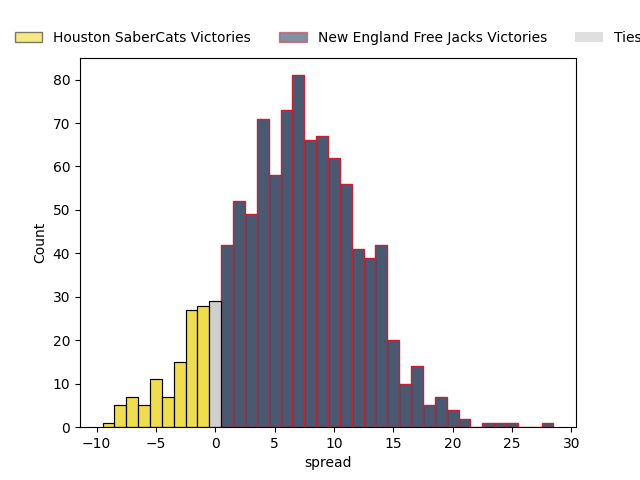 Houston SaberCats Victories New England Free Jacks Victories Ties
80
70
60
50
40
30
20
10
0
Count
−10 −5 0 5 10 15 20 25 30
spread